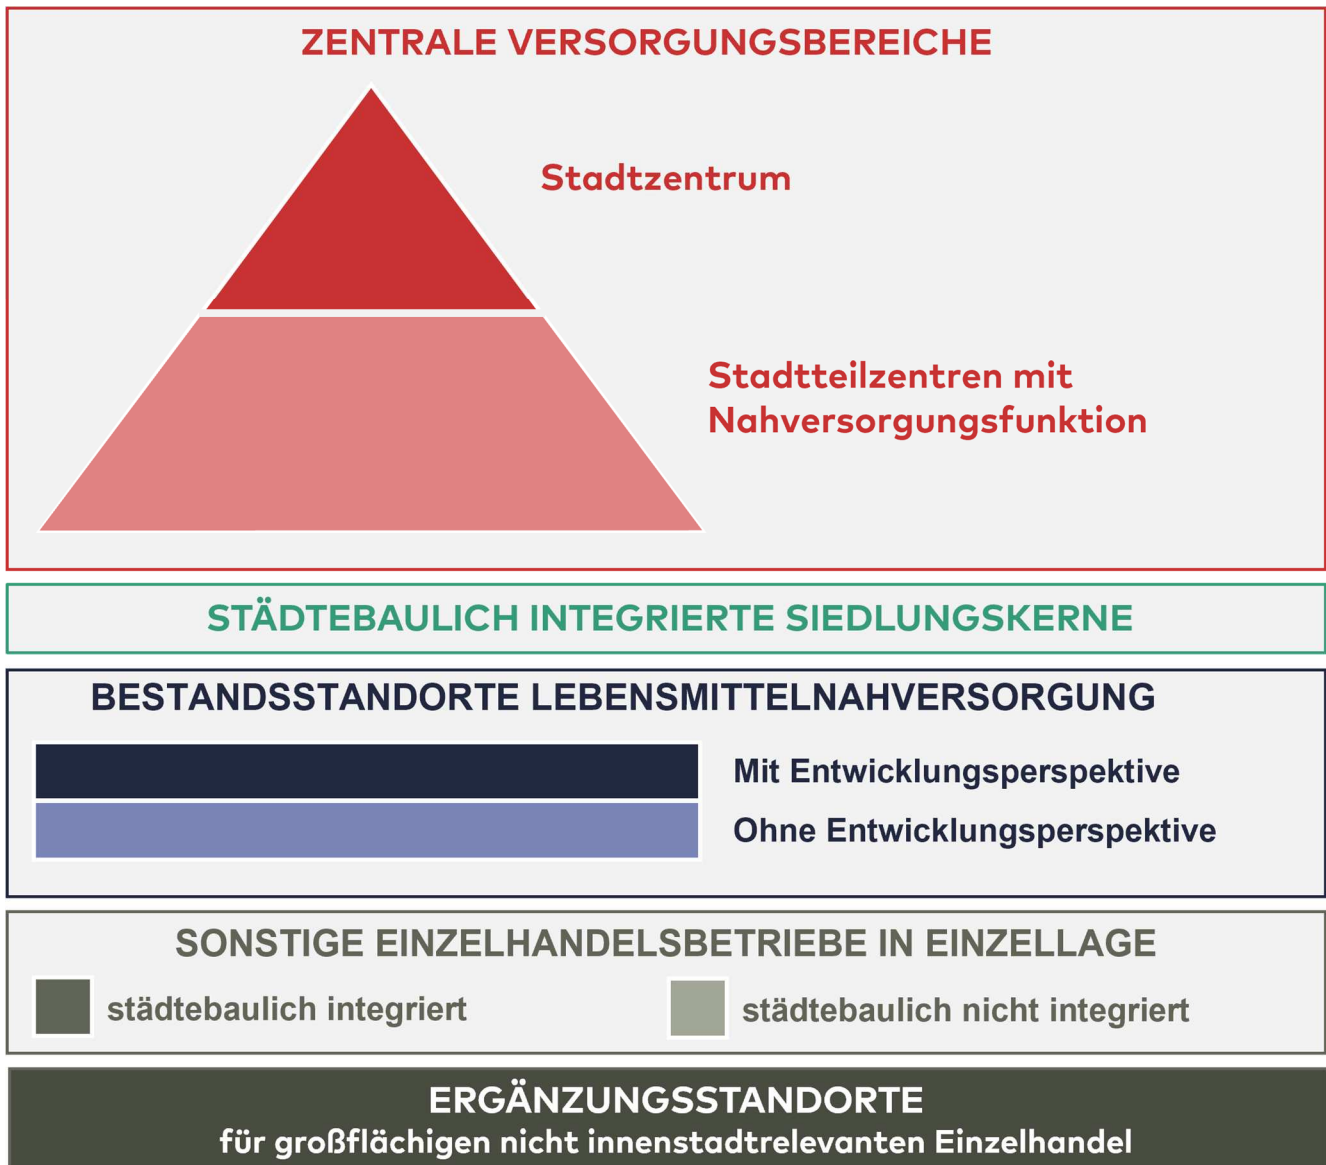 ZENTRALE VERSORGUNGSBEREICHE
Stadtzentrum
Stadtteilzentren mit
Nahversorgungsfunktion
STÄDTEBAULICH INTEGRIERTE SIEDLUNGSKERNE
BESTANDSSTANDORTE LEBENSMITTELNAHVERSORGUNG
Mit Entwicklungsperspektive
Ohne Entwicklungsperspektive
SONSTIGE EINZELHANDELSBETRIEBE IN EINZELLAGE
städtebaulich integriert
städtebaulich nicht integriert
ERGÄNZUNGSSTANDORTE
für großflächigen nicht innenstadtrelevanten Einzelhandel